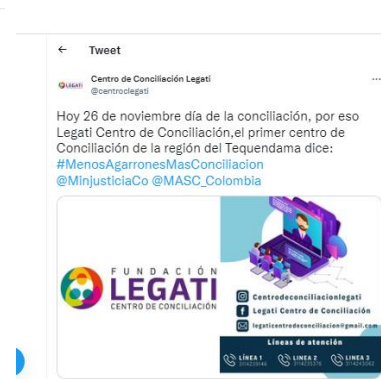 Tweet
Centro de Conciliación Legati
@centrolegati
Hoy 26 de noviembre día de la conciliación, por eso
Legati Centro de Conciliación,el primer centro de
Conciliación de la región del Tequendama dice:
#MenosAgarronesMasConciliacion
@MinjusticiaCo @MASC_Colombia
FUNDACIÓN
LEGATI
CENTRO DE CONCILIACIÓN
Centrodeconciliacionlegati
Legati Centro de Conciliación
legaticentrodeconciliacion@gmail.com
Líneas de atención
LÍNEA 1
LINEA 2
LÍNEA 3